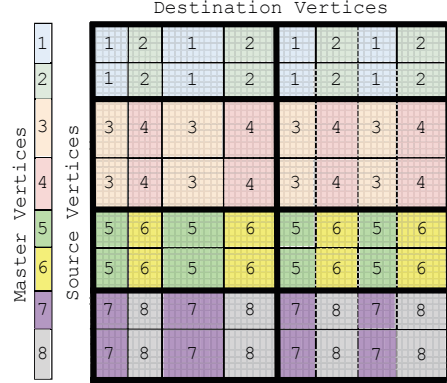 Destination Vertices
Master Vertices
Source Vertices
1 1 2 1 2 1 2 1 2
2 1 2 1 2 1 2 1 2
3 3 4 3 4 3 4 3 4
4 3 4 3 4 3 4 3 4
5 5 6 5 6 5 6 5 6
6 5 6 5 6 5 6 5 6
7 7 8 7 8 7 8 7 8
8 7 8 7 8 7 8 7 8